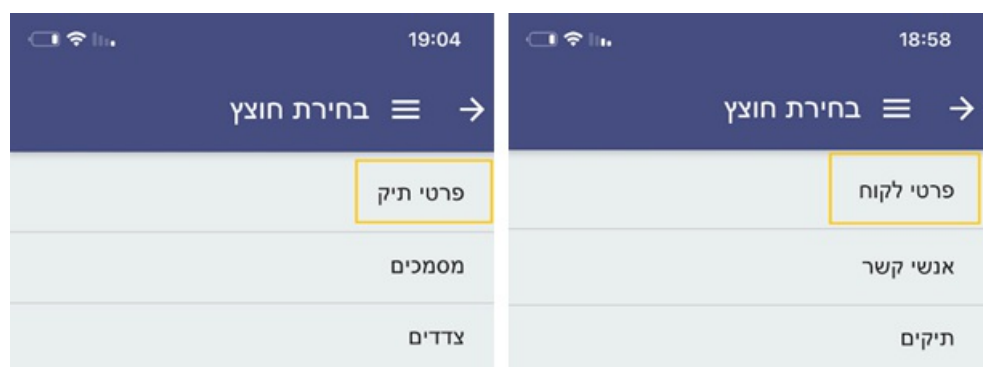 18:58
בחירת חוצץ
פרטי לקוח
אנשי קשר
תיקים
19:04
בחירת חוצץ
פרטי תיק
מסמכים
צדדים